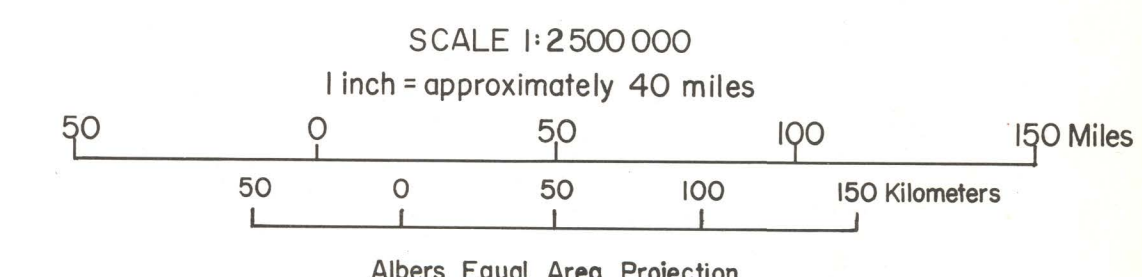 SCALE 1:2500000
1 inch = approximately 40 miles
50 0 50 100 150 Miles
50 0 50 100 150 Kilometers
Albers Equal Area Projection